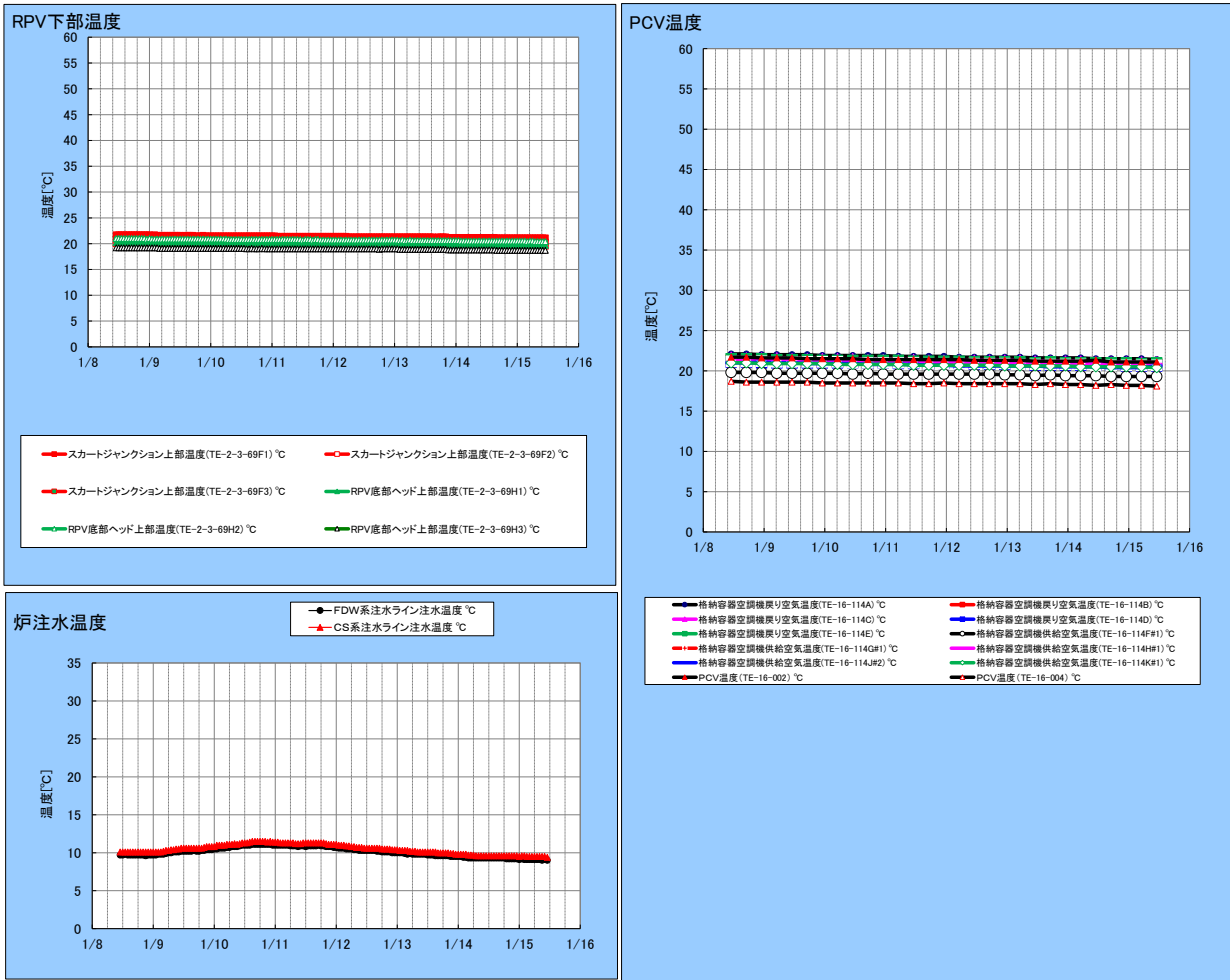 RPV下部温度
60
55
50
45
40
35
30
25
20
15
10
5
0
温度[℃]
1/8 1/9 1/10 1/11 1/12 1/13 1/14 1/15 1/16
スカートジャンクション上部温度(TE-2-3-69F1) ℃ スカートジャンクション上部温度(TE-2-3-69F2) ℃
スカートジャンクション上部温度(TE-2-3-69F3) ℃ RPV底部ヘッド上部温度(TE-2-3-69H1) ℃
RPV底部ヘッド上部温度(TE-2-3-69H2) ℃ RPV底部ヘッド上部温度(TE-2-3-69H3) ℃
PCV温度
60
55
50
45
40
35
30
25
20
15
10
5
0
温度[℃]
1/8 1/9 1/10 1/11 1/12 1/13 1/14 1/15 1/16
格納容器空調機戻り空気温度(TE-16-114A) ℃ 格納容器空調機戻り空気温度(TE-16-114B) ℃
格納容器空調機戻り空気温度(TE-16-114C) ℃ 格納容器空調機戻り空気温度(TE-16-114D) ℃
格納容器空調機戻り空気温度(TE-16-114E) ℃ 格納容器空調機供給空気温度(TE-16-114F#1) ℃
格納容器空調機供給空気温度(TE-16-114G#1) ℃ 格納容器空調機供給空気温度(TE-16-114H#1) ℃
格納容器空調機供給空気温度(TE-16-114J#2) ℃ 格納容器空調機供給空気温度(TE-16-114K#1) ℃
PCV温度(TE-16-002) ℃ PCV温度(TE-16-004) ℃
炉注水温度
FDW系注水ライン注水温度 ℃
CS系注水ライン注水温度 ℃
35
30
25
20
15
10
5
0
温度[℃]
1/8 1/9 1/10 1/11 1/12 1/13 1/14 1/15 1/16